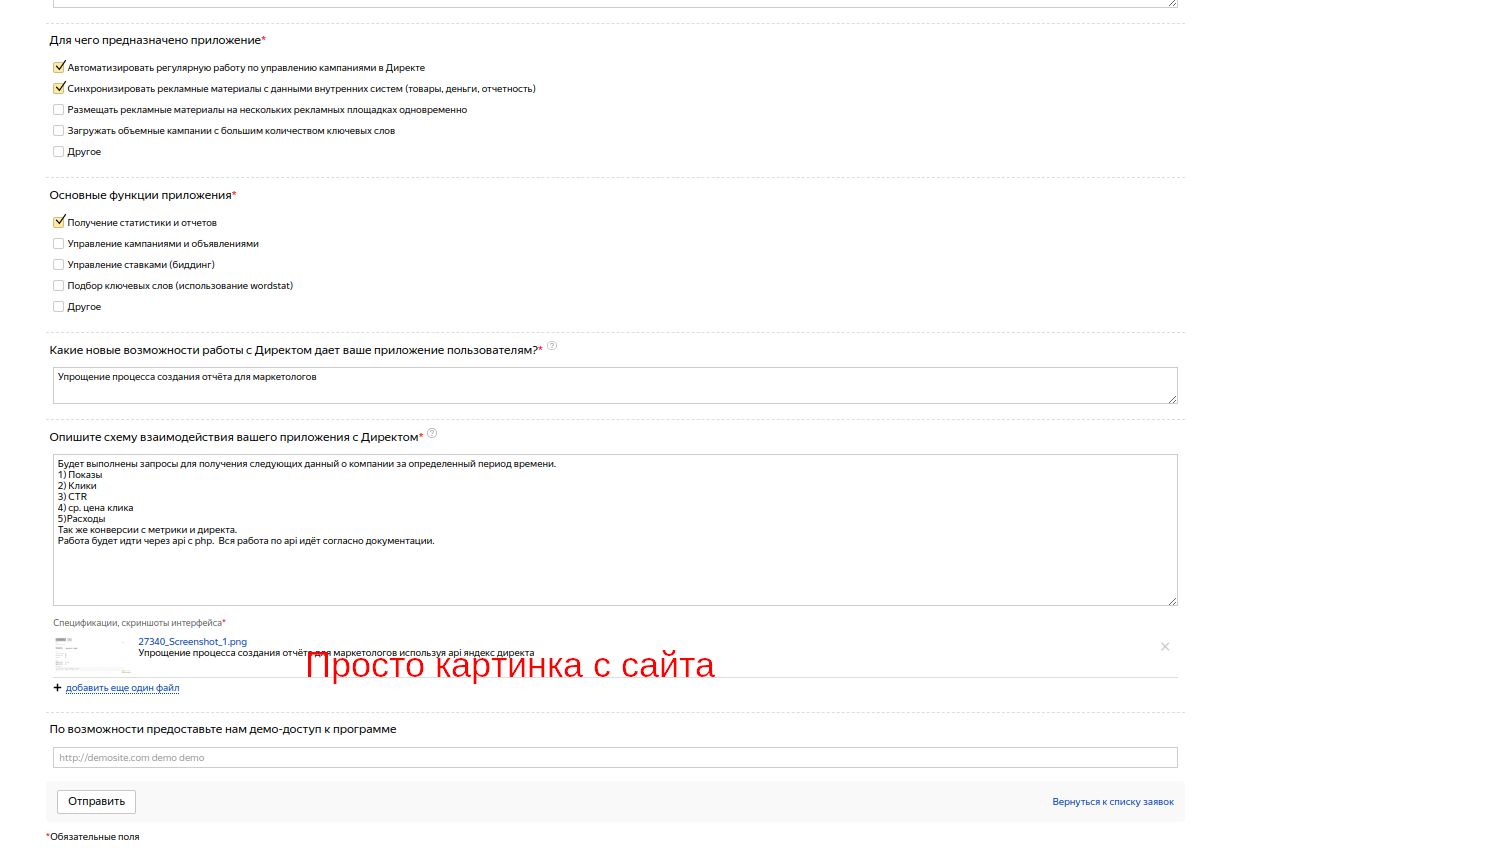 Для чего предназначено приложение*
Автоматизировать регулярную работу по управлению кампаниями в Директе
Синхронизировать рекламные материалы с данными внутренних систем (товары, деньги, отчетность)
Размещать рекламные материалы на нескольких рекламных площадках одновременно
Загружать объемные кампании с большим количеством ключевых слов
Другое
Основные функции приложения*
Получение статистики и отчетов
Управление кампаниями и объявлениями
Управление ставками (биддинг)
Подбор ключевых слов (использование wordstat)
Другое
Какие новые возможности работы с Директом дает ваше приложение пользователям?* ?
Упрощение процесса создания отчёта для маркетологов
Опишите схему взаимодействия вашего приложения с Директом* ?
Будет выполнены запросы для получения следующих данный о компании за определенный период времени.
1) Показы
2) Клики
3) CTR
4) ср. цена клика
5)Расходы
Так же конверсии с метрики и директа.
Работа будет идти через api с php.  Вся работа по api идёт согласно документации.
Спецификации, скриншоты интерфейса*
27340_Screenshot_1.png
Упрощение процесса создания отчёта для маркетологов используя api яндекс директа
Просто картинка с сайта
добавить еще один файл
По возможности предоставьте нам демо-доступ к программе
http://demosite.com demo demo
Отправить
Вернуться к списку заявок
*Обязательные поля